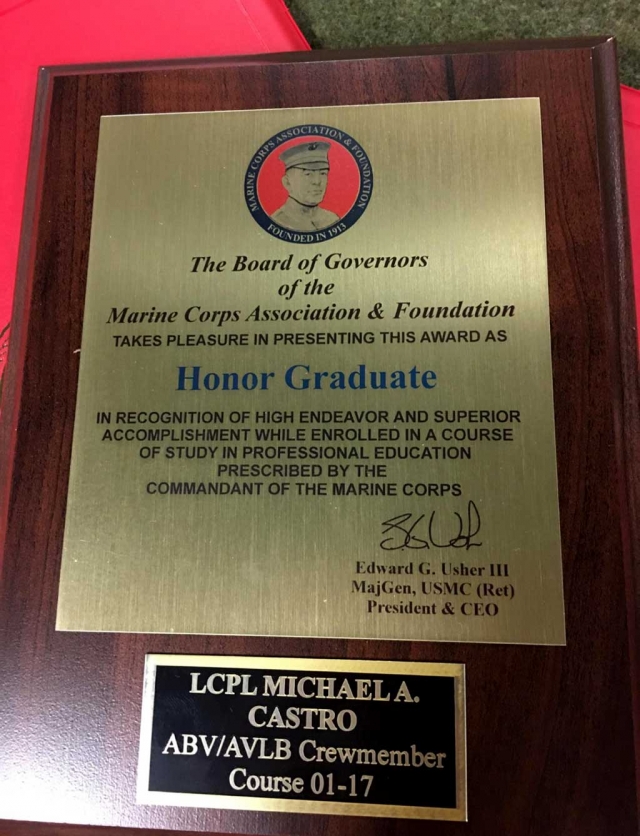 MARINE CORPS ASSOCIATION & FOUNDATION
FOUNDED IN 1913
The Board of Governors
of the
Marine Corps Association & Foundation
TAKES PLEASURE IN PRESENTING THIS AWARD AS
Honor Graduate
IN RECOGNITION OF HIGH ENDEAVOR AND SUPERIOR
ACCOMPLISHMENT WHILE ENROLLED IN A COURSE
OF STUDY IN PROFESSIONAL EDUCATION
PRESCRIBED BY THE
COMMANDANT OF THE MARINE CORPS
Edward G. Usher III
MajGen, USMC (Ret)
President & CEO
LCPL MICHAEL A.
CASTRO
ABV/AVLB Crewmember
Course 01-17